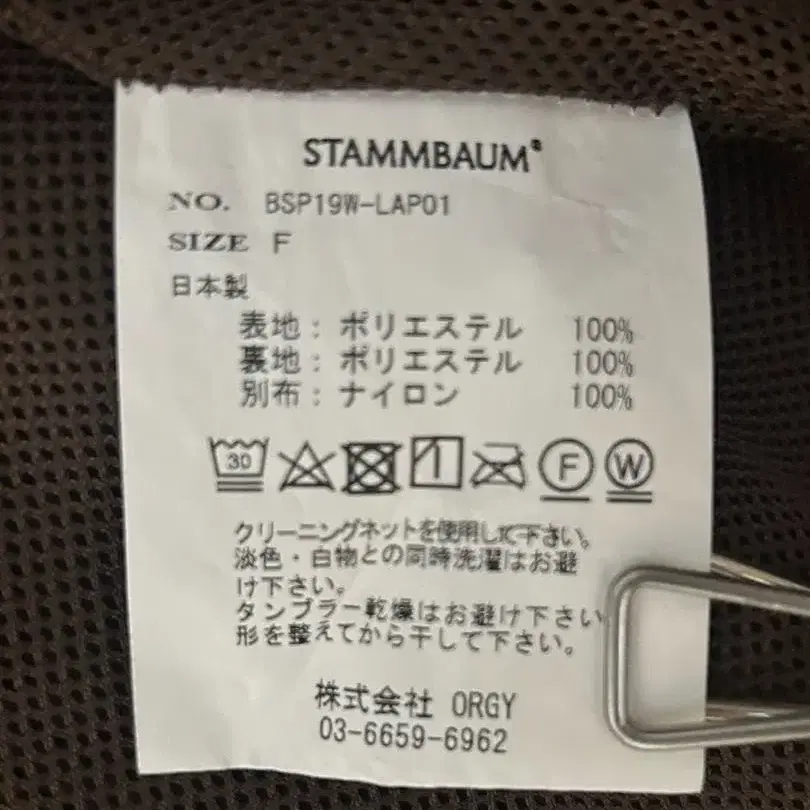 STAMMBAUM®
NO. BSP19W-LAP01
SIZE F
日本製
表地：ポリエステル 100%
裏地：ポリエステル 100%
別布：ナイロン 100%
30 F W
クリーニングネットを使用して下さい。
淡色・白物との同時洗濯はお避
け下さい。
タンブラー乾燥はお避け下さい
形を整えてから干して下さい。
株式会社 ORGY
03-6659-6962